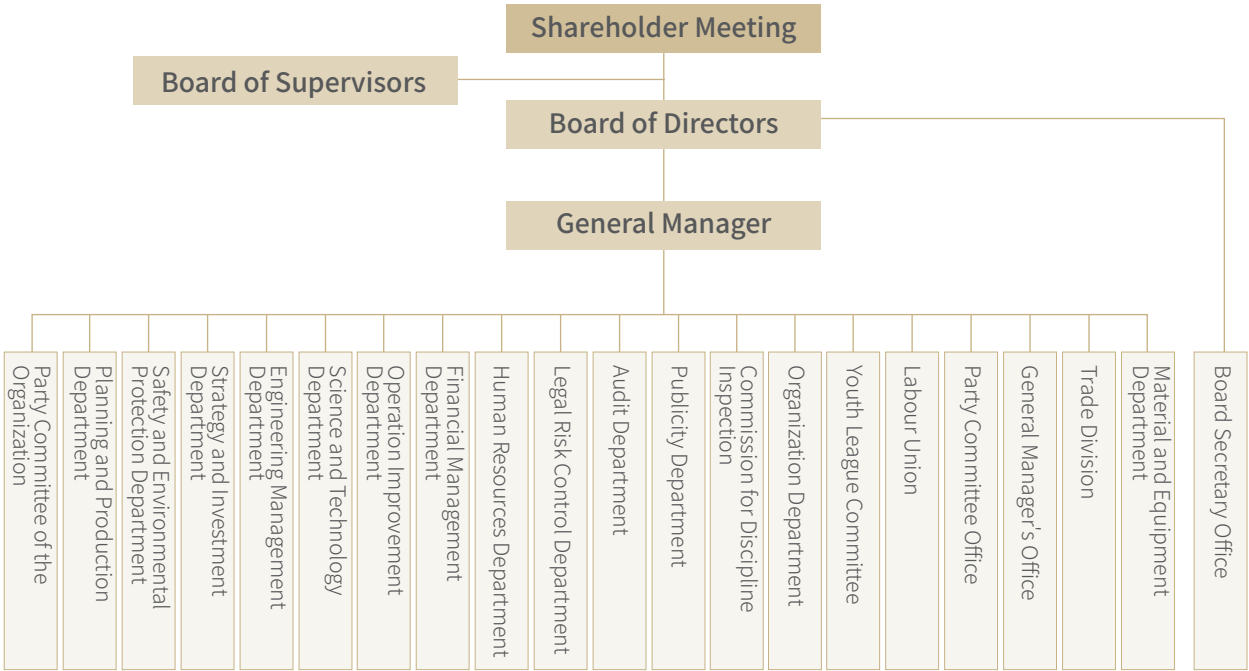 Shareholder Meeting
Board of Supervisors
Board of Directors
General Manager
Party Committee of the
Organization
Planning and Production
Department
Safety and Environmental
Protection Department
Strategy and Investment
Department
Engineering Management
Department
Science and Technology
Department
Operation Improvement
Department
Financial Management
Department
Human Resources Department
Legal Risk Control Department
Audit Department
Publicity Department
Commission for Discipline
Inspection
Organization Department
Youth League Committee
Labour Union
Party Committee Office
General Manager's Office
Trade Division
Material and Equipment
Department
Board Secretary Office